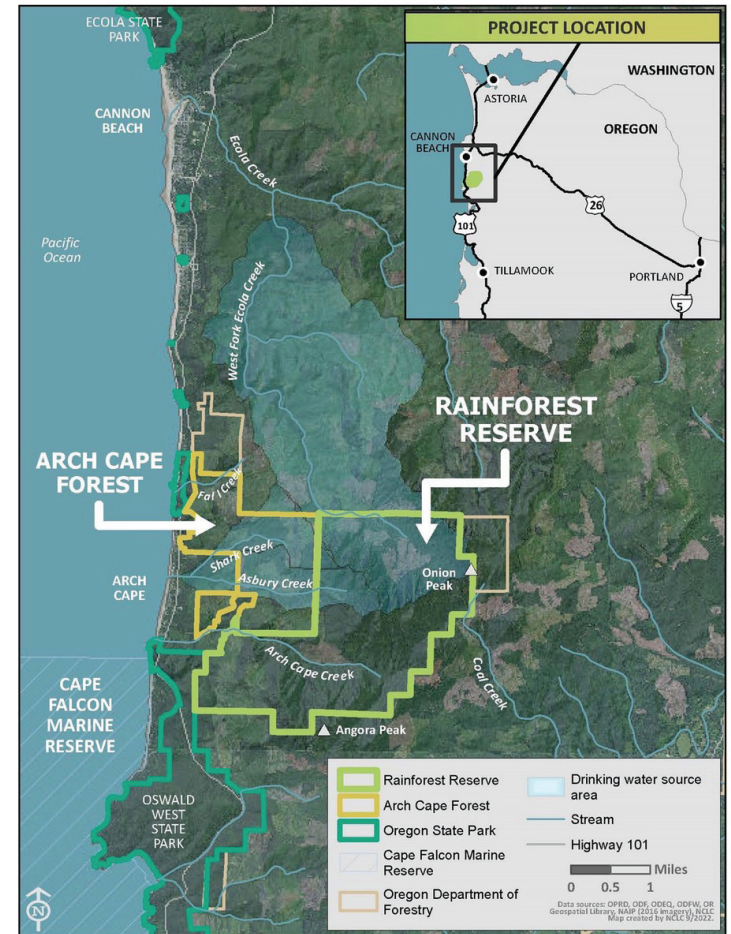 ECOLA STATE
PARK
CANNON
BEACH
Ecola Creek
Pacific
Ocean
West Fork Ecola Creek
PROJECT LOCATION
WASHINGTON
ASTORIA
OREGON
CANNON
BEACH
26
101
TILLAMOOK
PORTLAND
5
RAINFOREST
RESERVE
ARCH CAPE
FOREST
Fall Creek
Shark Creek
Asbury Creek
ARCH
CAPE
Onion
Peak
Arch Cape Creek
Coal Creek
CAPE
FALCON
MARINE
RESERVE
Angora Peak
OSWALD
WEST
STATE
PARK
Rainforest Reserve
Arch Cape Forest
Oregon State Park
Cape Falcon Marine
Reserve
Oregon Department of
Forestry
Drinking water source
area
Stream
Highway 101
Miles
0 0.5 1
Data sources: OPRD, ODF, ODEQ, ODFW, OR
Geospatial Library, NAIP (2016 imagery), NCLC
Map created by NCLC 9/2022.
N